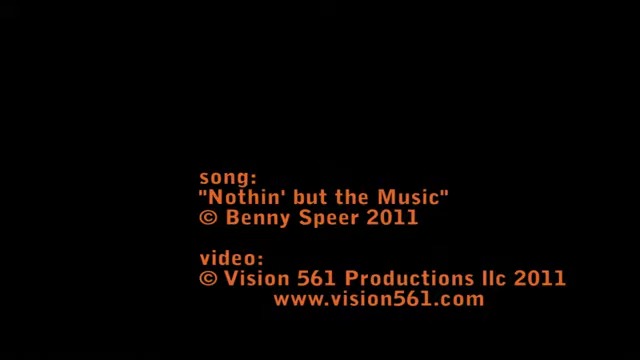 song:
"Nothin' but the Music"
© Benny Speer 2011
video:
© Vision 561 Productions llc 2011
www.vision561.com